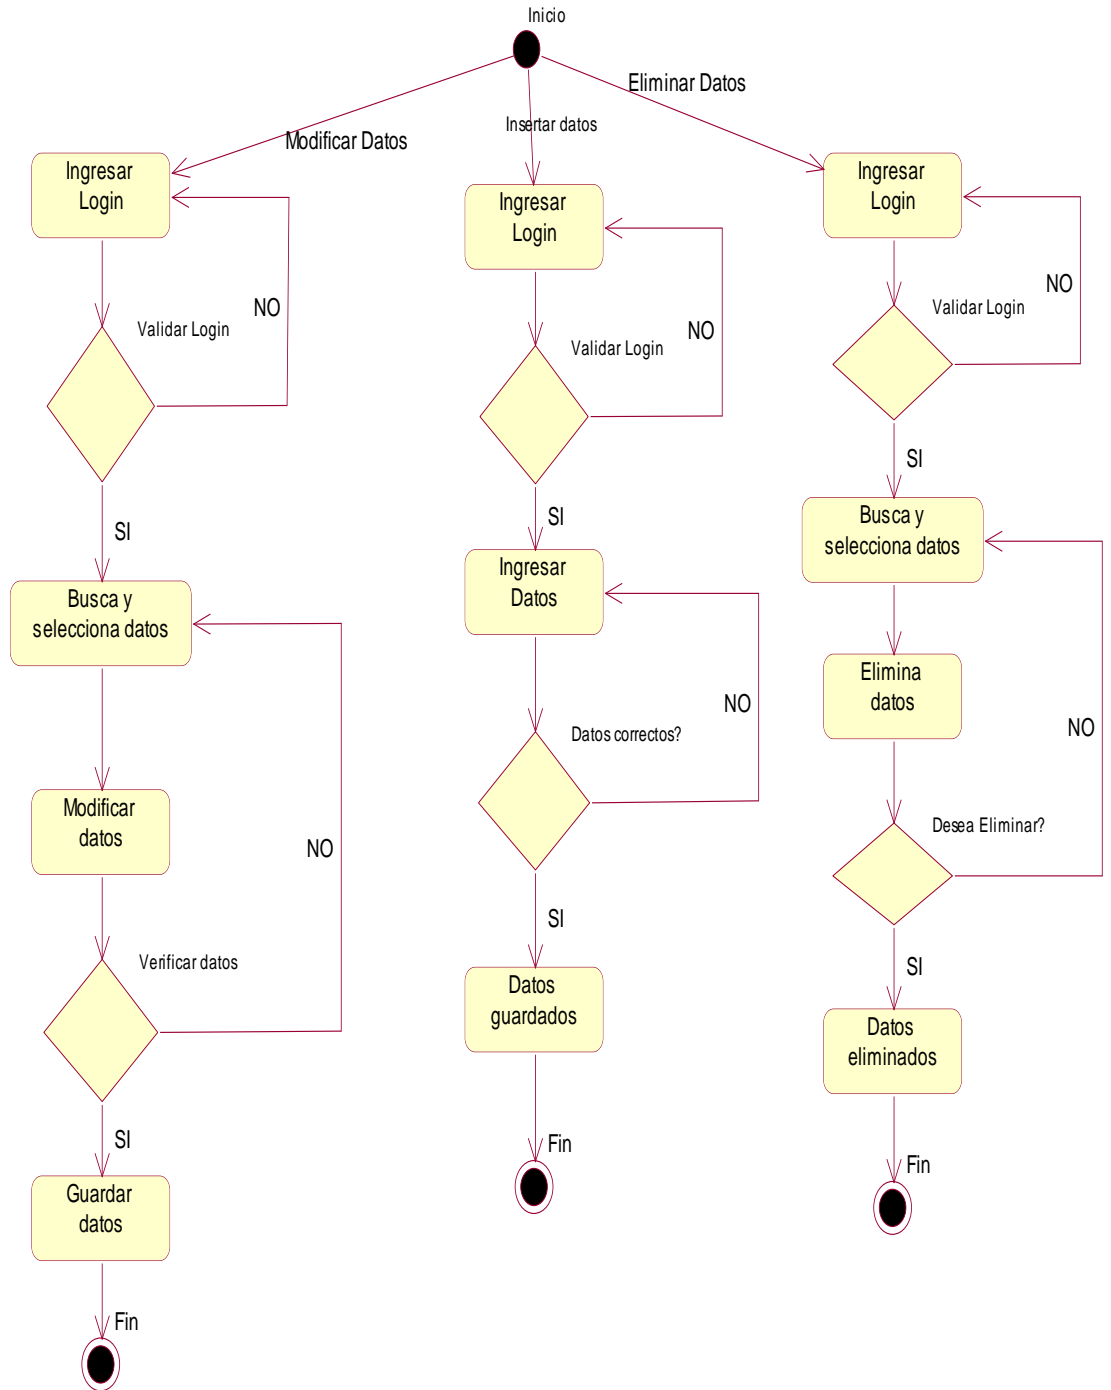 Inicio
Eliminar Datos
Insertar datos
Modificar Datos
Ingresar
Login
NO
Validar Login
SI
Busca y
selecciona datos
Modificar
datos
NO
Verificar datos
SI
Guardar
datos
Fin
Ingresar
Login
NO
Validar Login
SI
Ingresar
Datos
NO
Datos correctos?
SI
Datos
guardados
Fin
Ingresar
Login
NO
Validar Login
SI
Busca y
selecciona datos
Elimina
datos
NO
Desea Eliminar?
SI
Datos
eliminados
Fin